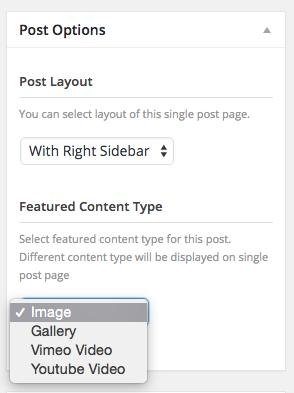 Post Options
Post Layout
You can select layout of this single post page.
With Right Sidebar
Featured Content Type
Select featured content type for this post.
Different content type will be displayed on single
post page
Image
Gallery
Vimeo Video
Youtube Video